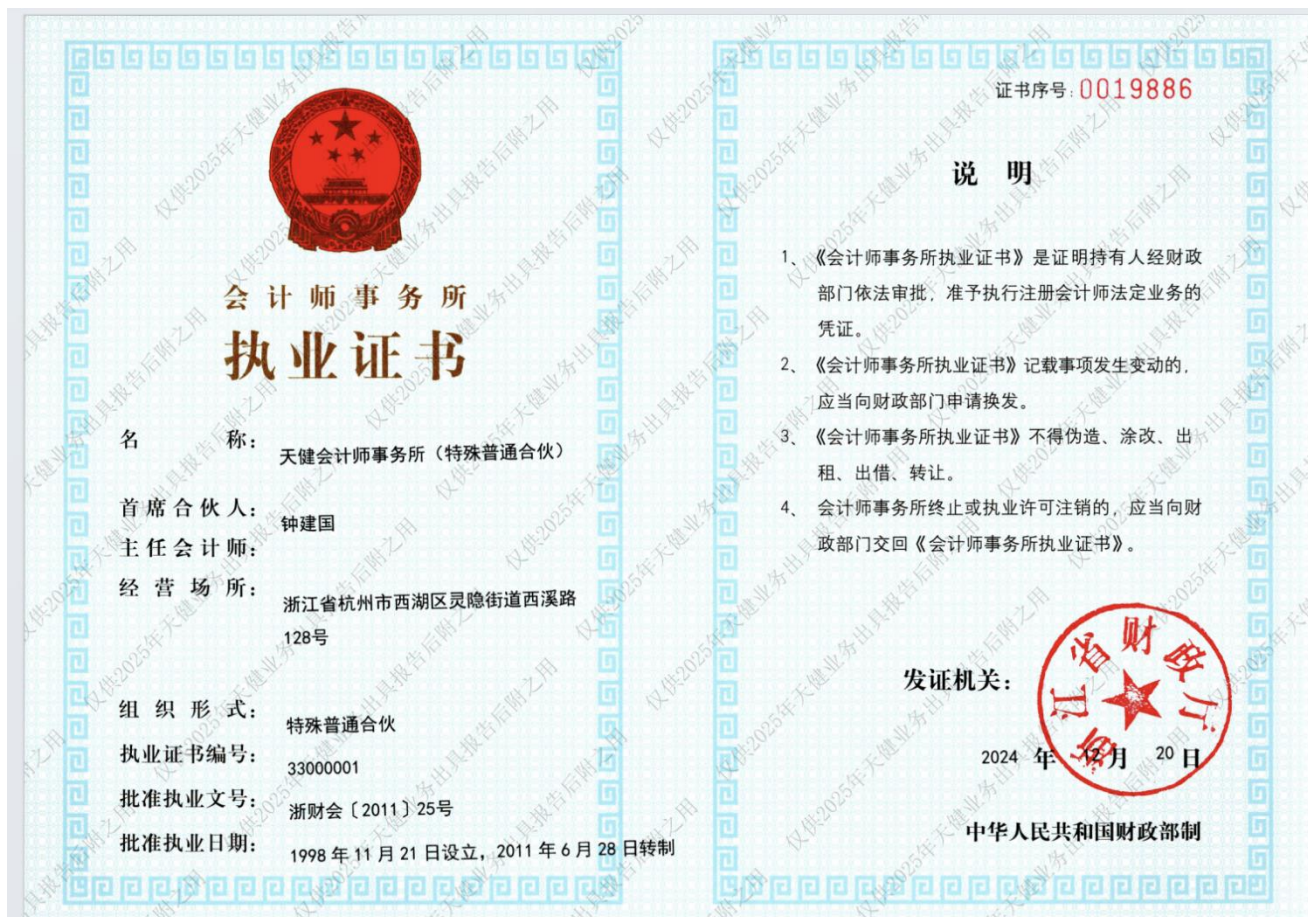 会计师事务所
执业证书
名称：
天健会计师事务所（特殊普通合伙）
首席合伙人：
钟建国
主任会计师：
经营场所：
浙江省杭州市西湖区灵隐街道西溪路
128号
组织形式：
特殊普通合伙
执业证书编号：
33000001
批准执业文号：
浙财会〔2011〕25号
批准执业日期：
1998年11月21日设立，2011年6月28日转制
证书序号：0019886
说明
1、《会计师事务所执业证书》是证明持有人经财政
部门依法审批，准予执行注册会计师法定业务的
凭证。
2、《会计师事务所执业证书》记载事项发生变动的，
应当向财政部门申请换发。
3、《会计师事务所执业证书》不得伪造、涂改、出
租、出借、转让。
4、会计师事务所终止或执业许可注销的，应当向财
政部门交回《会计师事务所执业证书》。
发证机关：
浙江省财政厅
2024年12月20日
中华人民共和国财政部制
仅供2025年天健业务出具报告后附之用